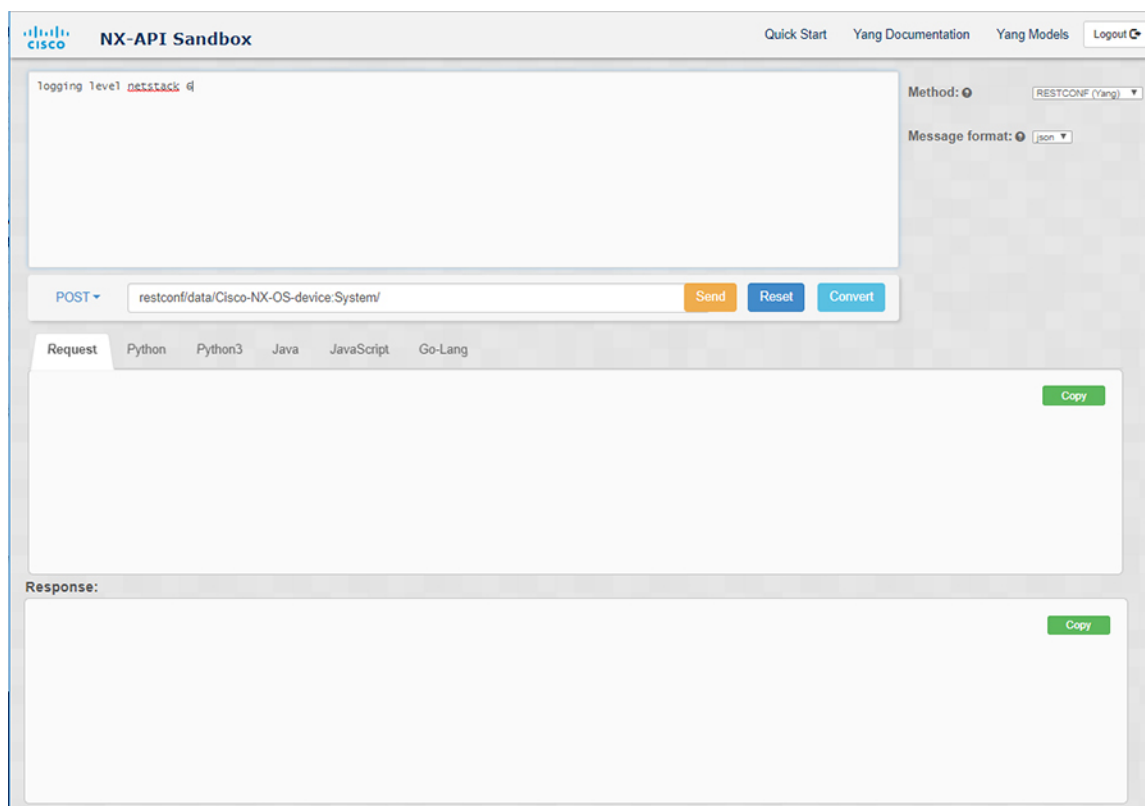 CISCO
NX-API Sandbox
Quick Start
Yang Documentation
Yang Models
Logout
logging level netstack 6
Method:
RESTCONF (Yang)
Message format:
json
POST
restconf/data/Cisco-NX-OS-device:System/
Send
Reset
Convert
Request
Python
Python3
Java
JavaScript
Go-Lang
Copy
Response:
Copy